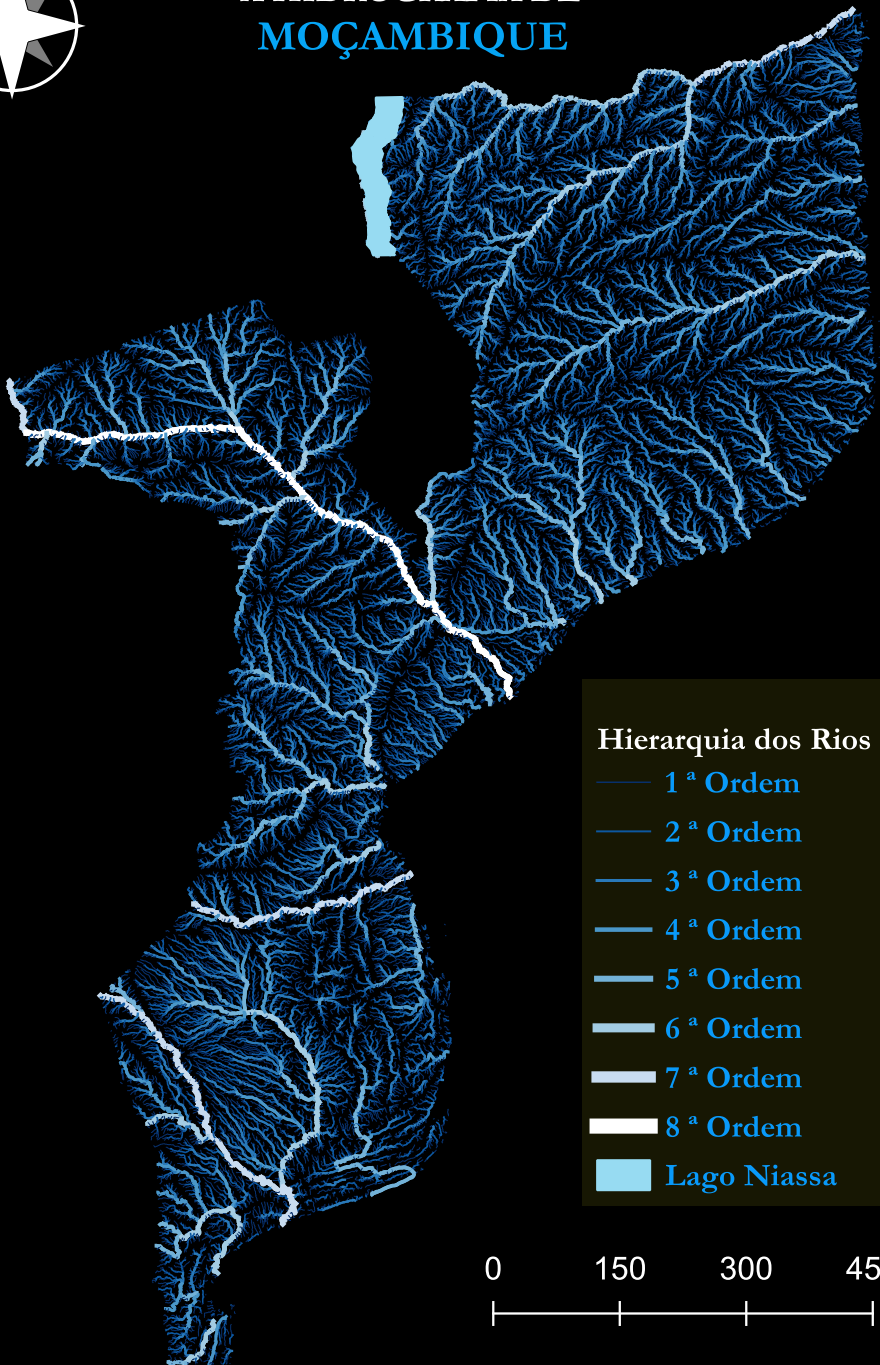 MOÇAMBIQUE
Hierarquia dos Rios
1 ª Ordem
2 ª Ordem
3 ª Ordem
4 ª Ordem
5 ª Ordem
6 ª Ordem
7 ª Ordem
8 ª Ordem
Lago Niassa
0 150 300 45